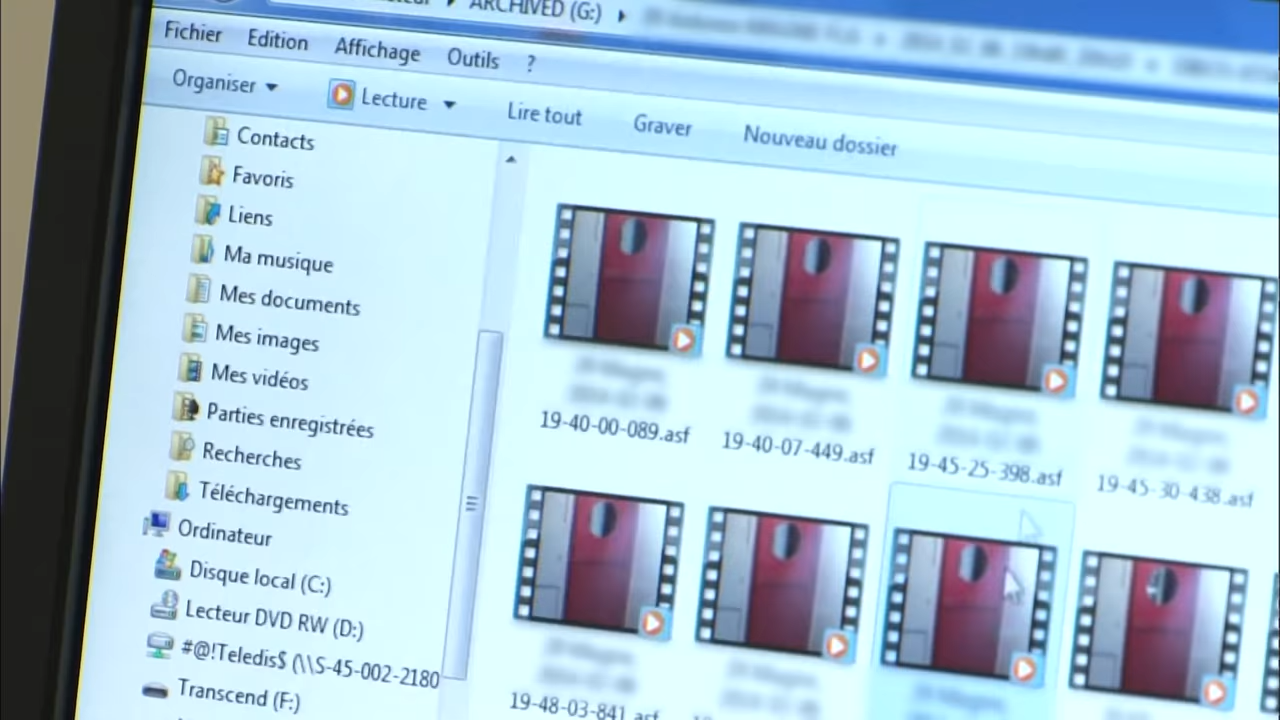 ARCHIVED (G:)
Fichier Edition Affichage Outils ?
Organiser Lecture Lire tout Graver Nouveau dossier
Contacts
Favoris
Liens
Ma musique
Mes documents
Mes images
Mes vidéos
Parties enregistrées
Recherches
Téléchargements
Ordinateur
Disque local (C:)
Lecteur DVD RW (D:)
#@!Teledis$ (\\S-45-002-2180
Transcend (F:)
19-40-00-089.asf
19-40-07-449.asf
19-45-25-398.asf
19-45-30-438.asf
19-48-03-841.asf